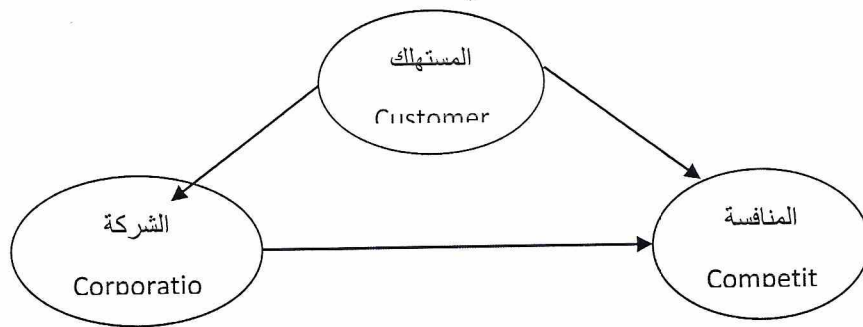 المستهلك
Customer
الشركة
Corporatio
المنافسة
Competit